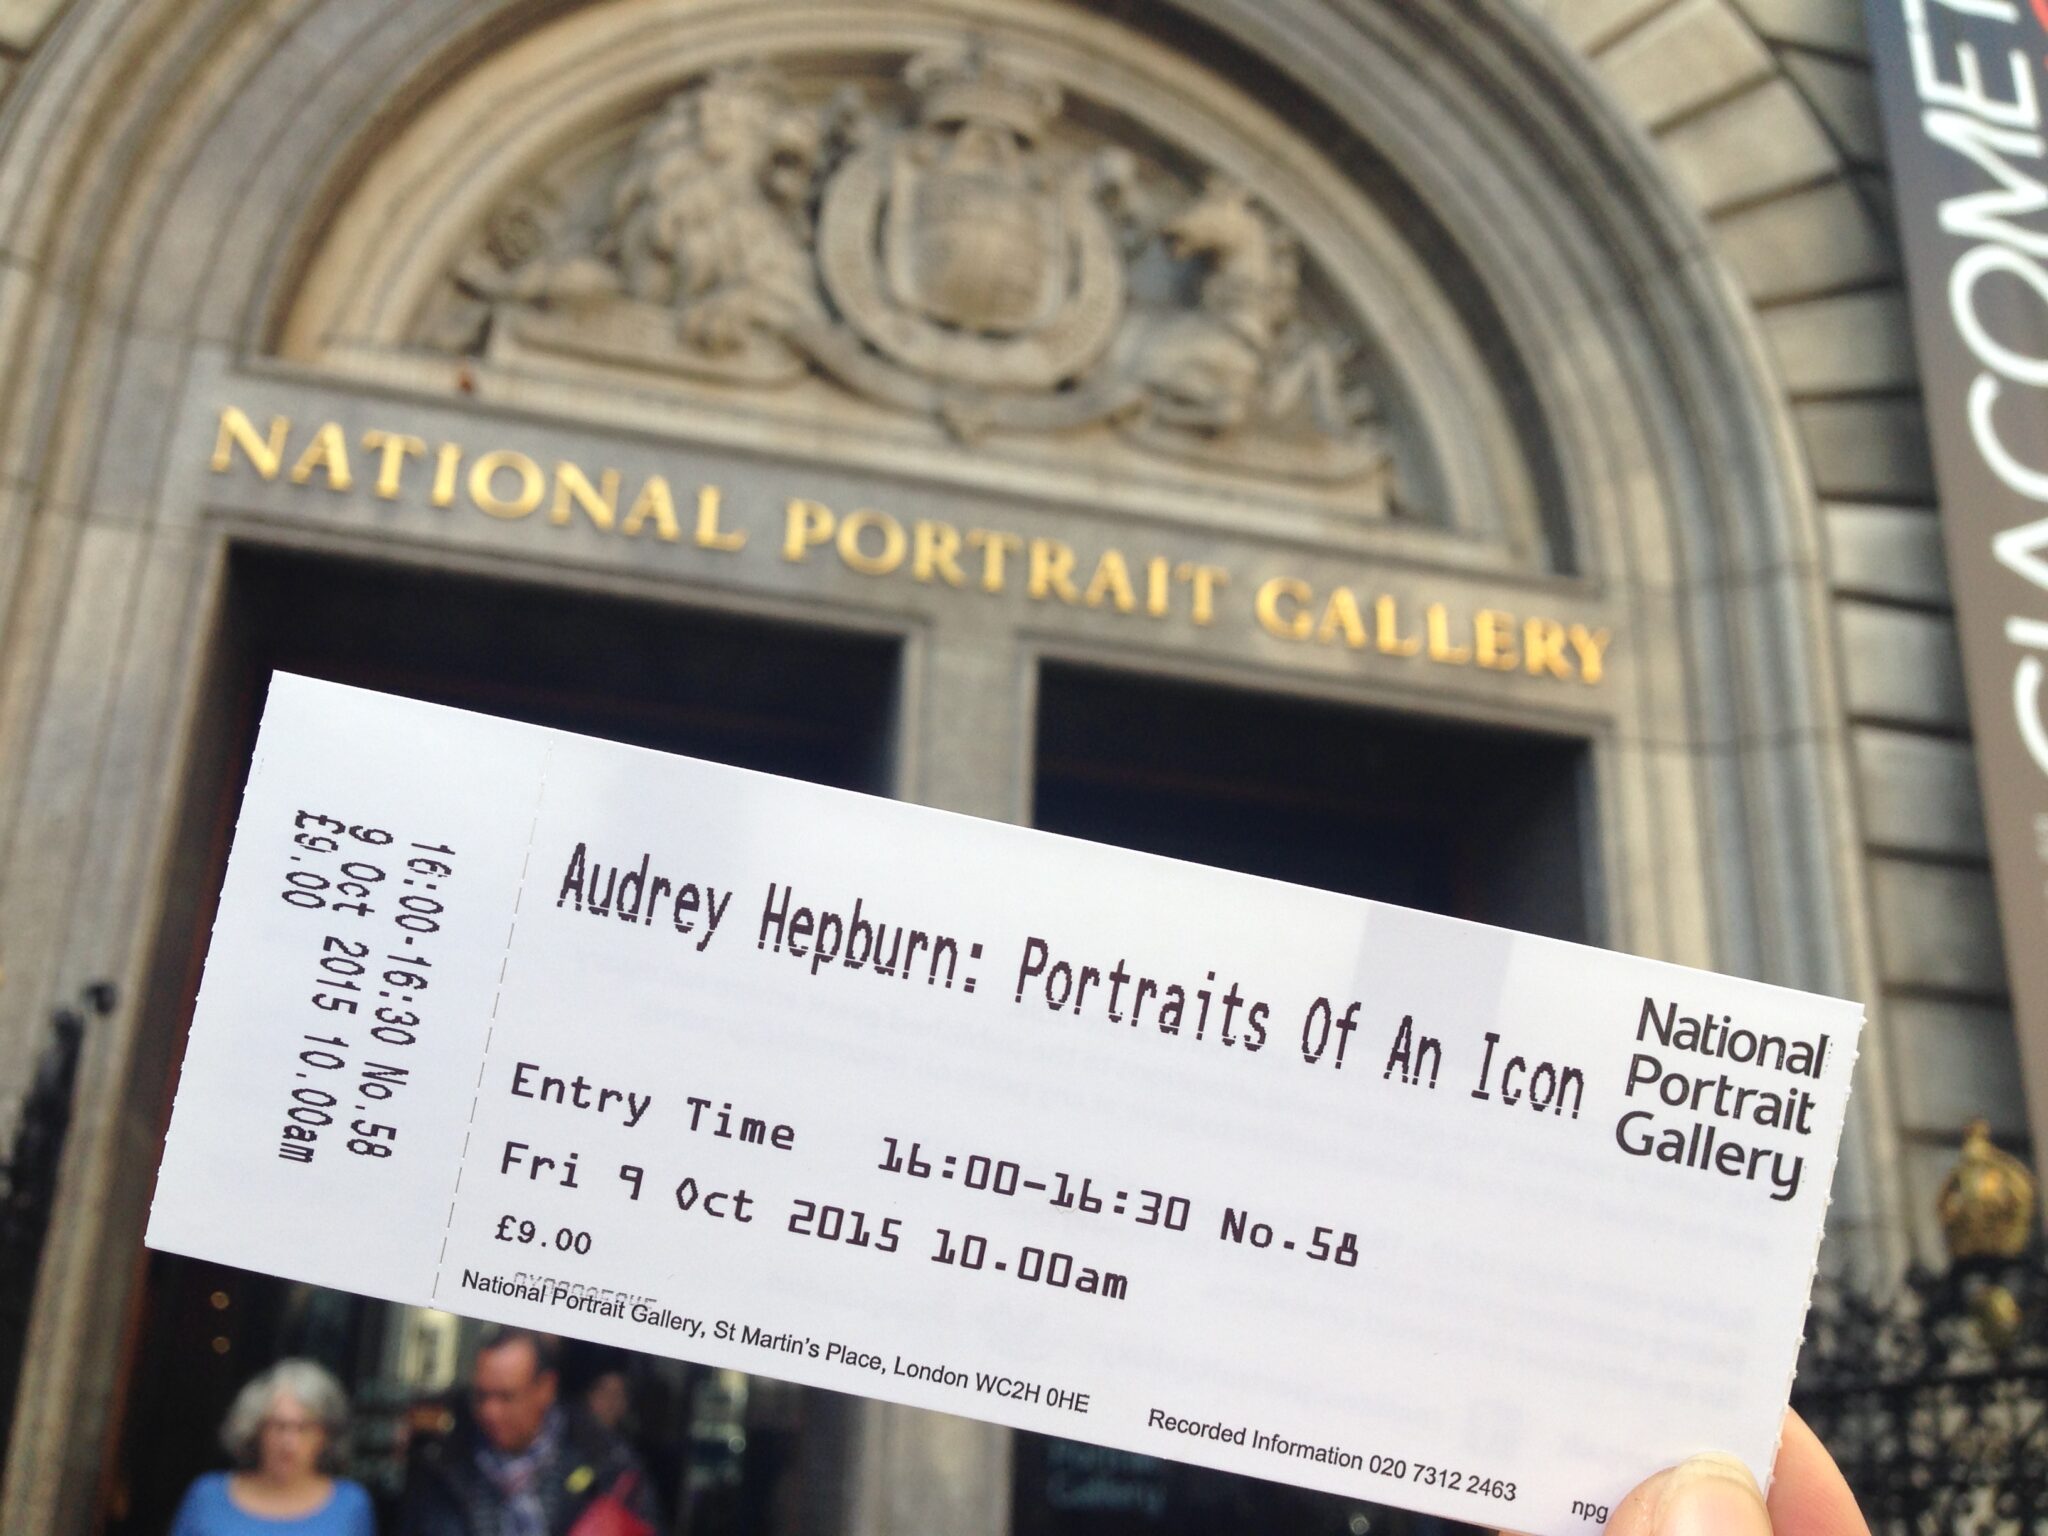 NATIONAL PORTRAIT GALLERY
GIACOMET
16:00-16:30 No.58
9 Oct 2015 10.00am
£9.00
Audrey Hepburn: Portraits Of An Icon
National
Portrait
Gallery
Entry Time 16:00-16:30 No.58
Fri 9 Oct 2015 10.00am
£9.00
National Portrait Gallery, St Martin's Place, London WC2H 0HE
Recorded Information 020 7312 2463
npg